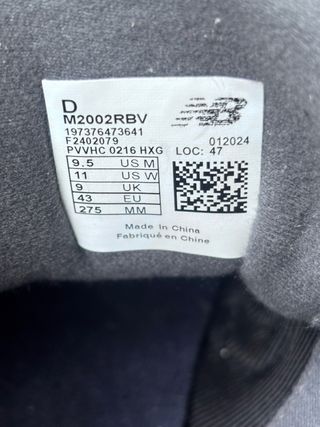 D
M2002RBV
197376473641
F2402079 012024
PVVHC 0216 HXG LOC: 47
9.5 US M
11 US W
9 UK
43 EU
275 MM
Made in China
Fabriqué en Chine